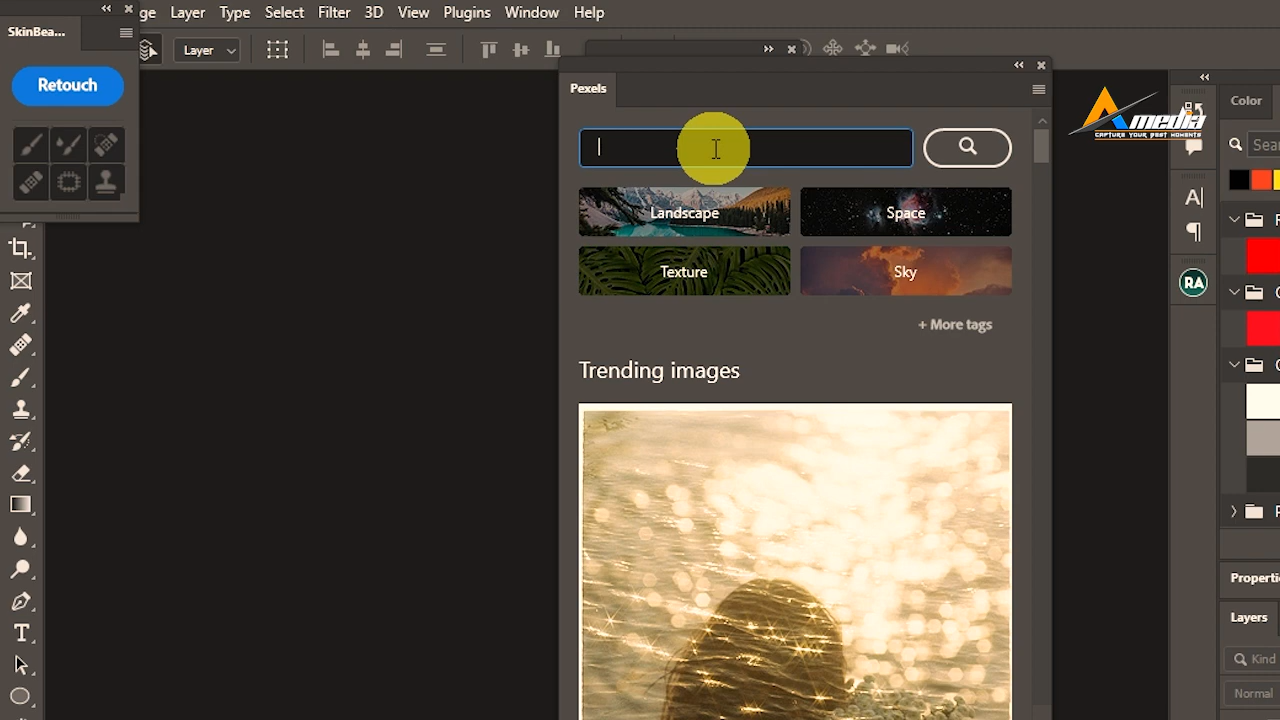 ge Layer Type Select Filter 3D View Plugins Window Help
SkinBea...
Layer
Retouch
Pexels
Landscape
Space
Texture
Sky
+ More tags
Trending images
A media
CAPTURE YOUR BEST MOMENTS
A
RA
Color
Sea
Properti
Layers
Kind
Normal